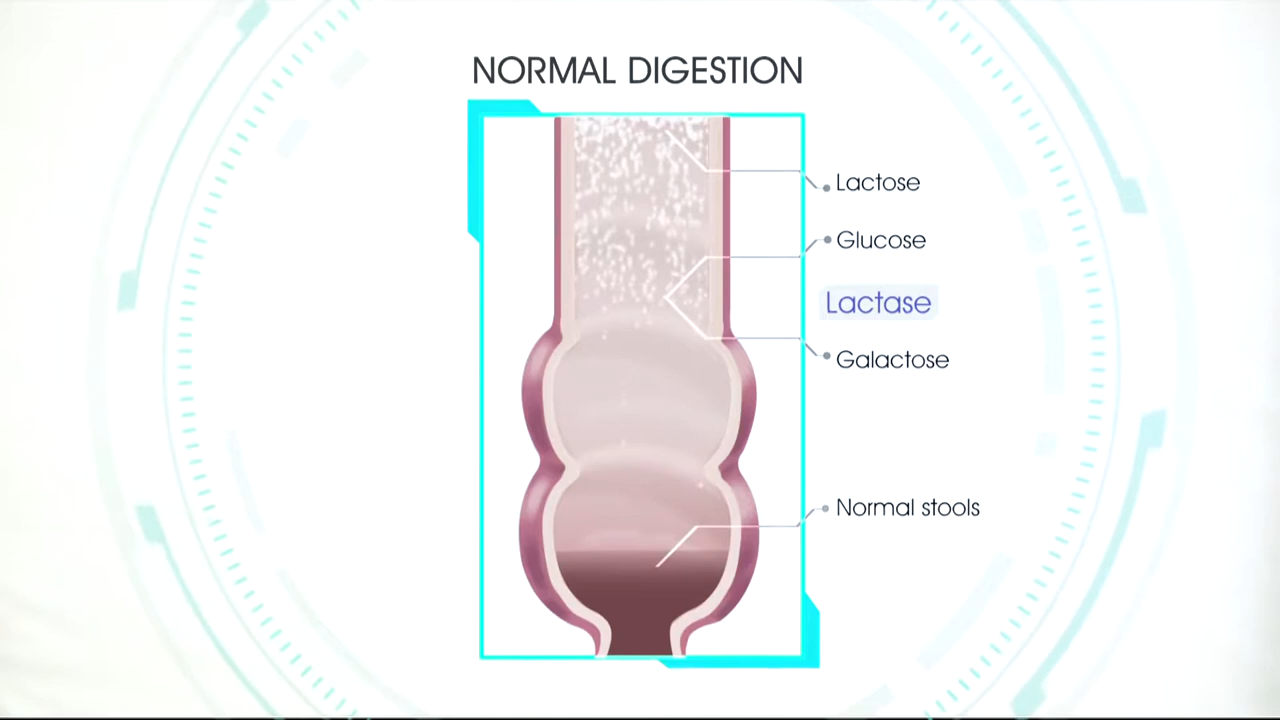 NORMAL DIGESTION
Lactose
Glucose
Lactase
Galactose
Normal stools